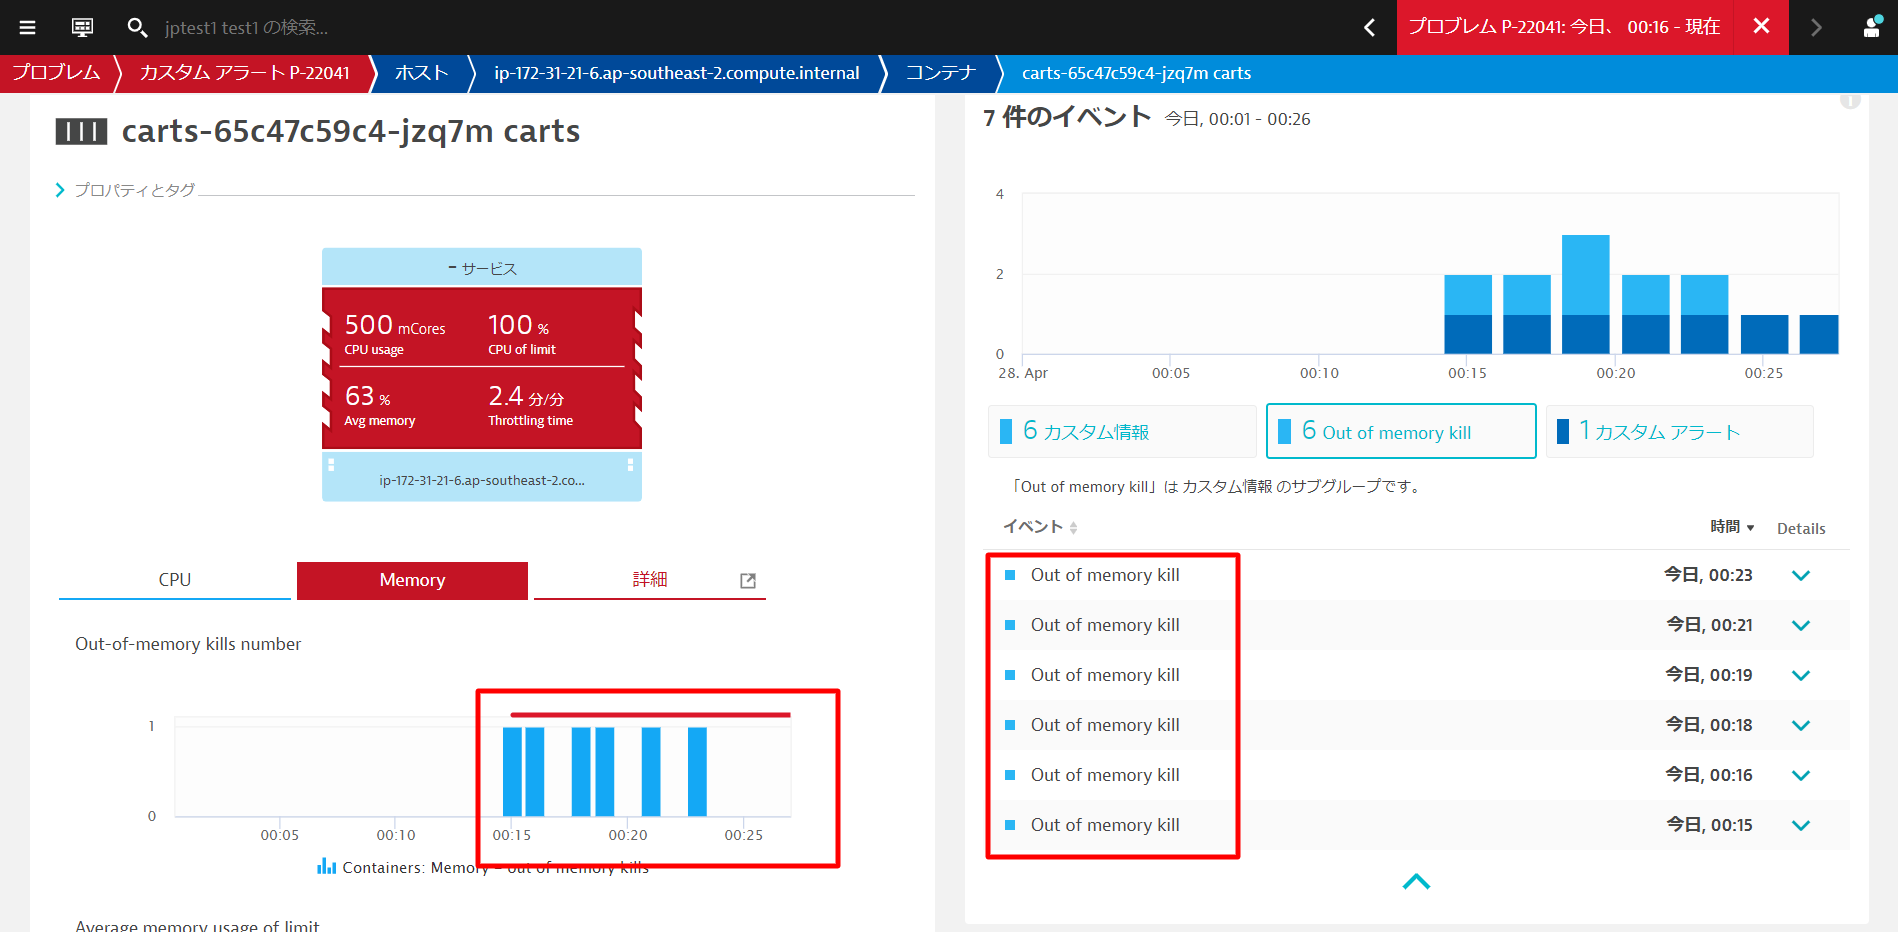 jptest1 test1 の検索...
プロブレム P-22041: 今日、 00:16 - 現在
プロブレム
カスタム アラート P-22041
ホスト
ip-172-31-21-6.ap-southeast-2.compute.internal
コンテナ
carts-65c47c59c4-jzq7m carts
carts-65c47c59c4-jzq7m carts
プロパティとタグ
- サービス
500 mCores
CPU usage
100 %
CPU of limit
63 %
Avg memory
2.4 分/分
Throttling time
ip-172-31-21-6.ap-southeast-2.co...
CPU
Memory
詳細
Out-of-memory kills number
1
0
00:05
00:10
00:15
00:20
00:25
Containers: Memory - out of memory kills
Average memory usage of limit
7 件のイベント 今日, 00:01 - 00:26
4
2
0
28. Apr
00:05
00:10
00:15
00:20
00:25
6 カスタム情報
6 Out of memory kill
1 カスタム アラート
「Out of memory kill」は カスタム情報 のサブグループです。
イベント 時間 Details
Out of memory kill 今日, 00:23
Out of memory kill 今日, 00:21
Out of memory kill 今日, 00:19
Out of memory kill 今日, 00:18
Out of memory kill 今日, 00:16
Out of memory kill 今日, 00:15